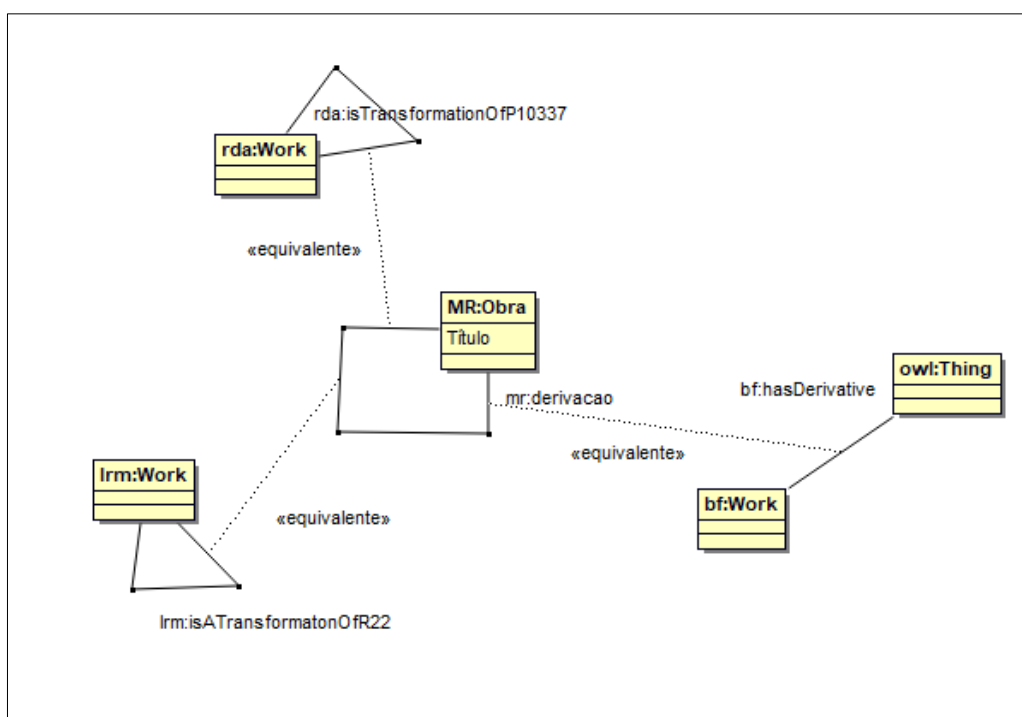 rda:isTransformationOfP10337
rda:Work
«equivalente»
MR:Obra
Título
owl:Thing
bf:hasDerivative
mr:derivacao
«equivalente»
lrm:Work
bf:Work
«equivalente»
lrm:isATransformatonOfR22